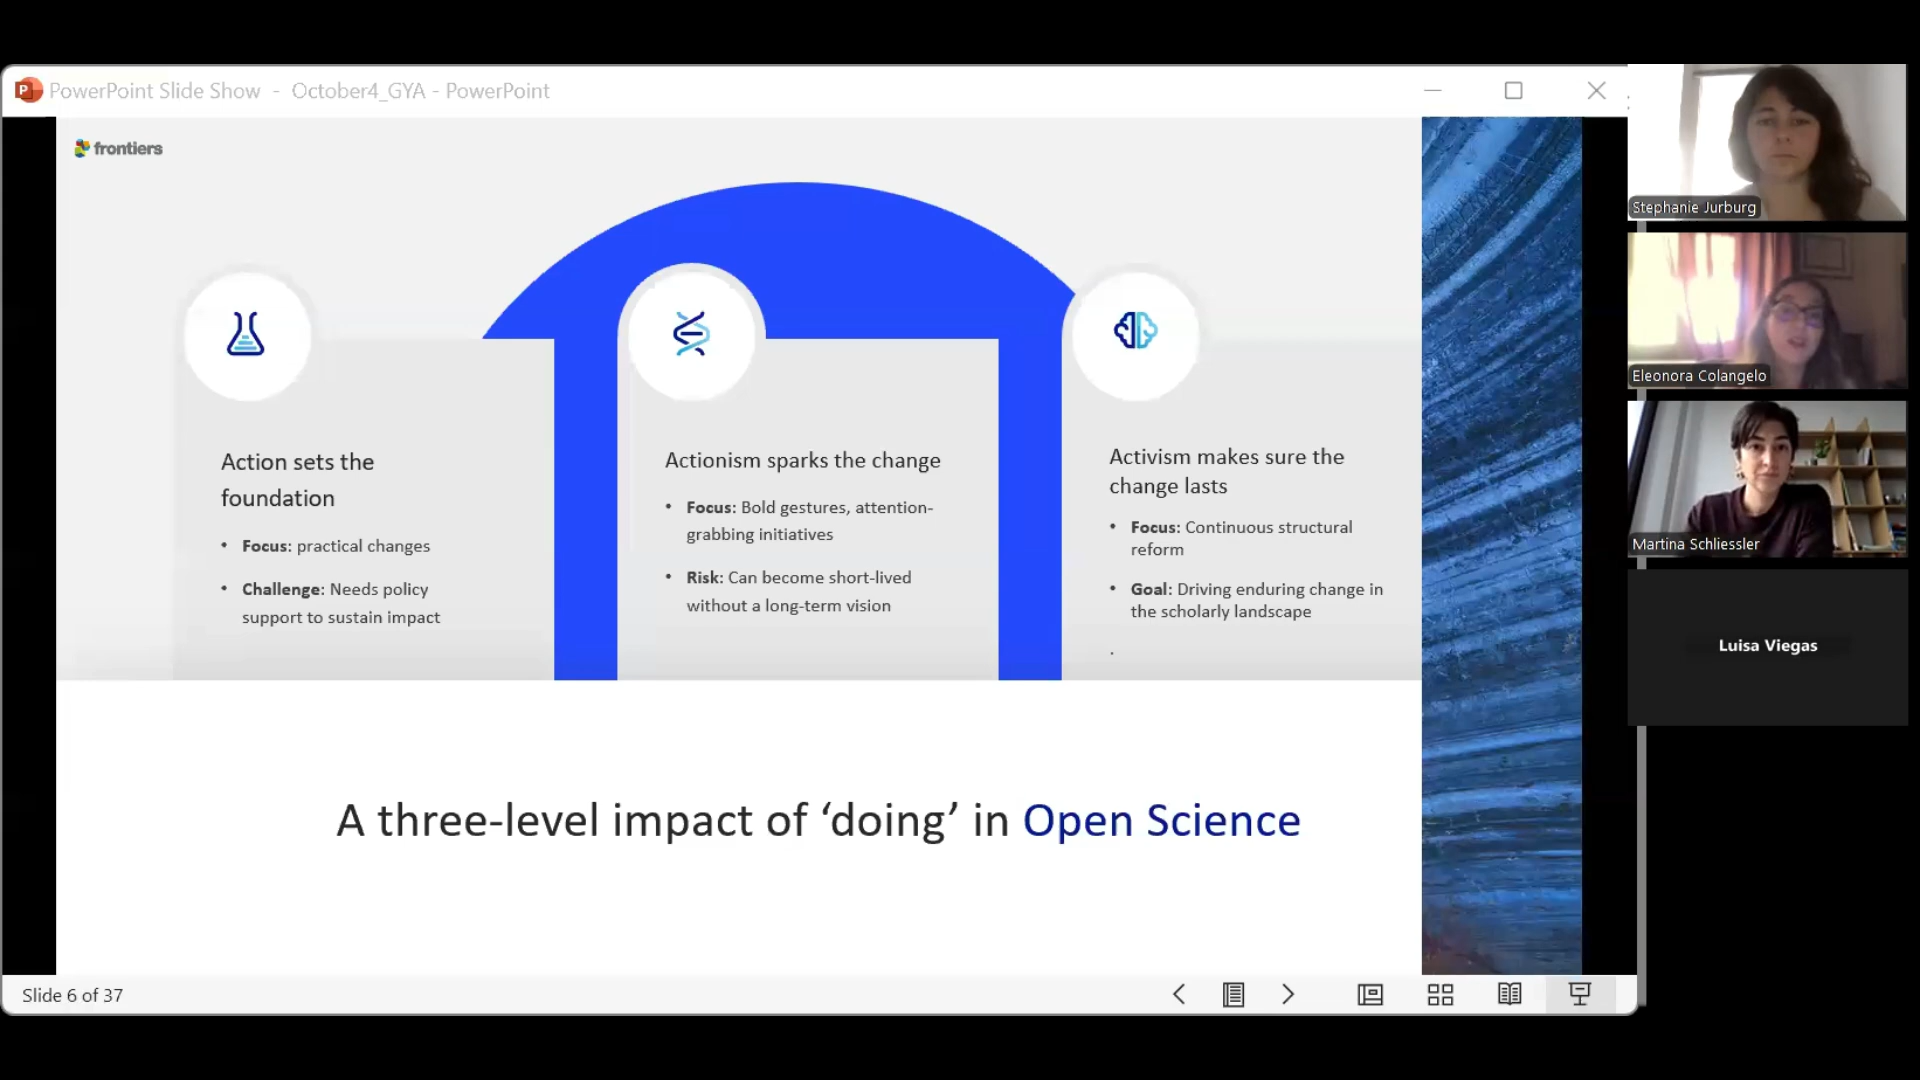 PowerPoint Slide Show - October4_GYA - PowerPoint
frontiers
Action sets the
foundation
• Focus: practical changes
• Challenge: Needs policy
support to sustain impact
Actionism sparks the change
• Focus: Bold gestures, attention-
grabbing initiatives
• Risk: Can become short-lived
without a long-term vision
Activism makes sure the
change lasts
• Focus: Continuous structural
reform
• Goal: Driving enduring change in
the scholarly landscape
.
A three-level impact of ‘doing’ in Open Science
Slide 6 of 37
Stephanie Jurburg
Eleonora Colangelo
Martina Schliessler
Luisa Viegas